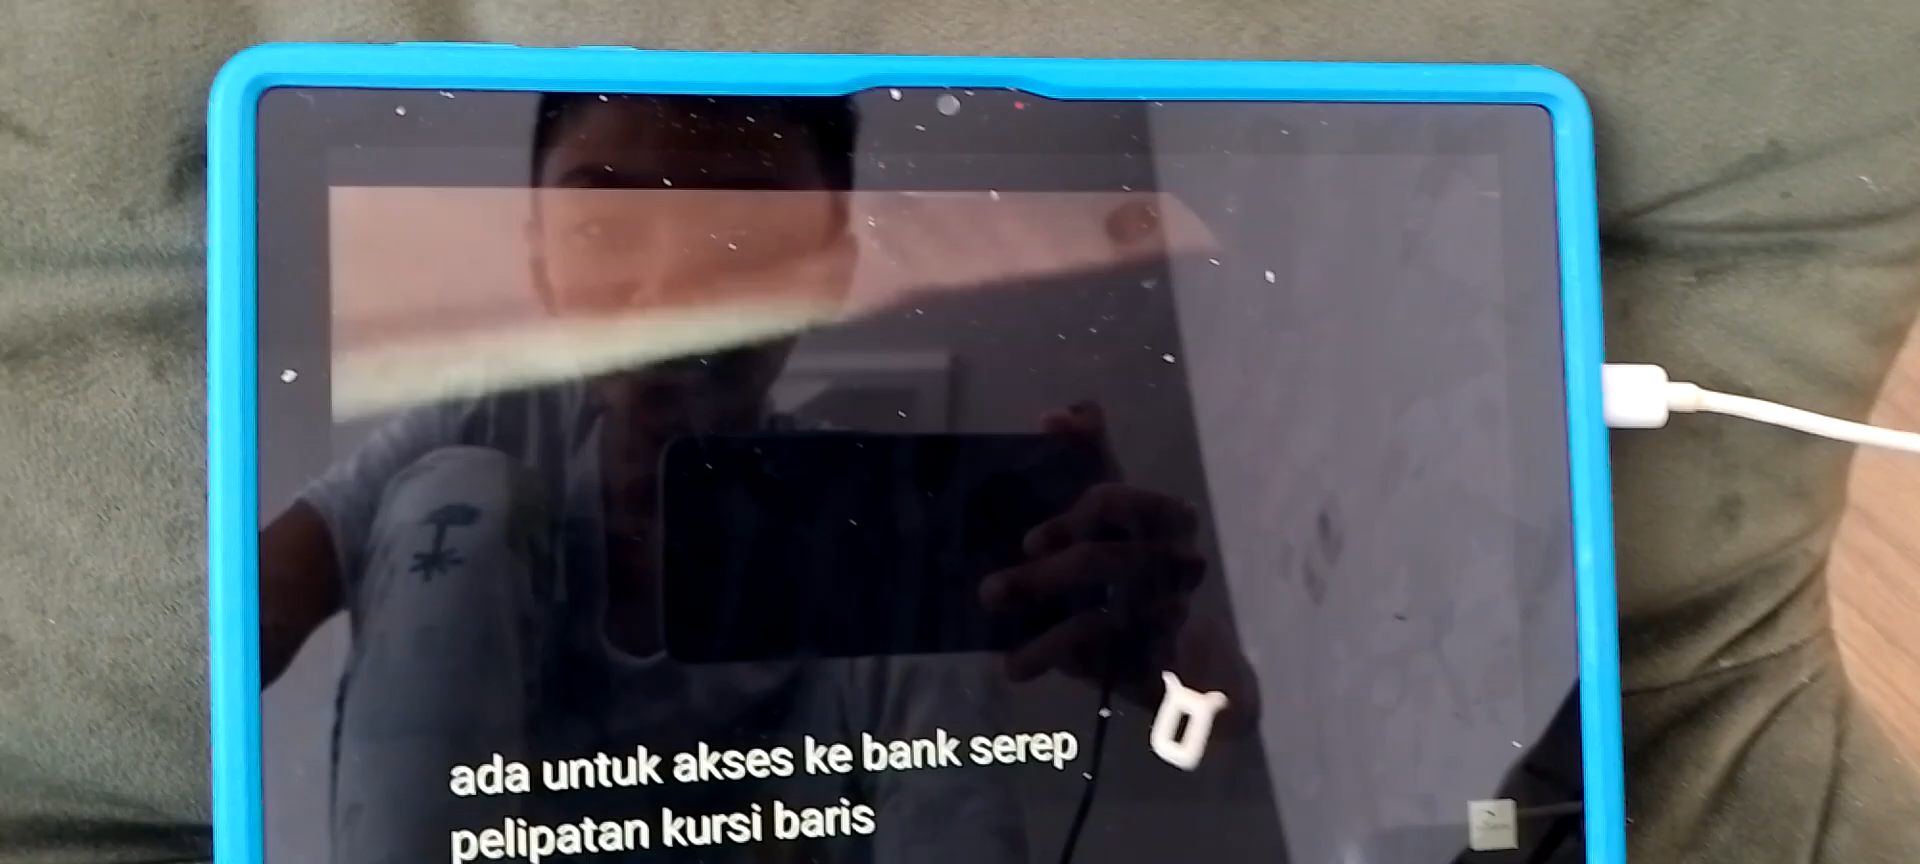 ada untuk akses ke bank serep
pelipatan kursi baris